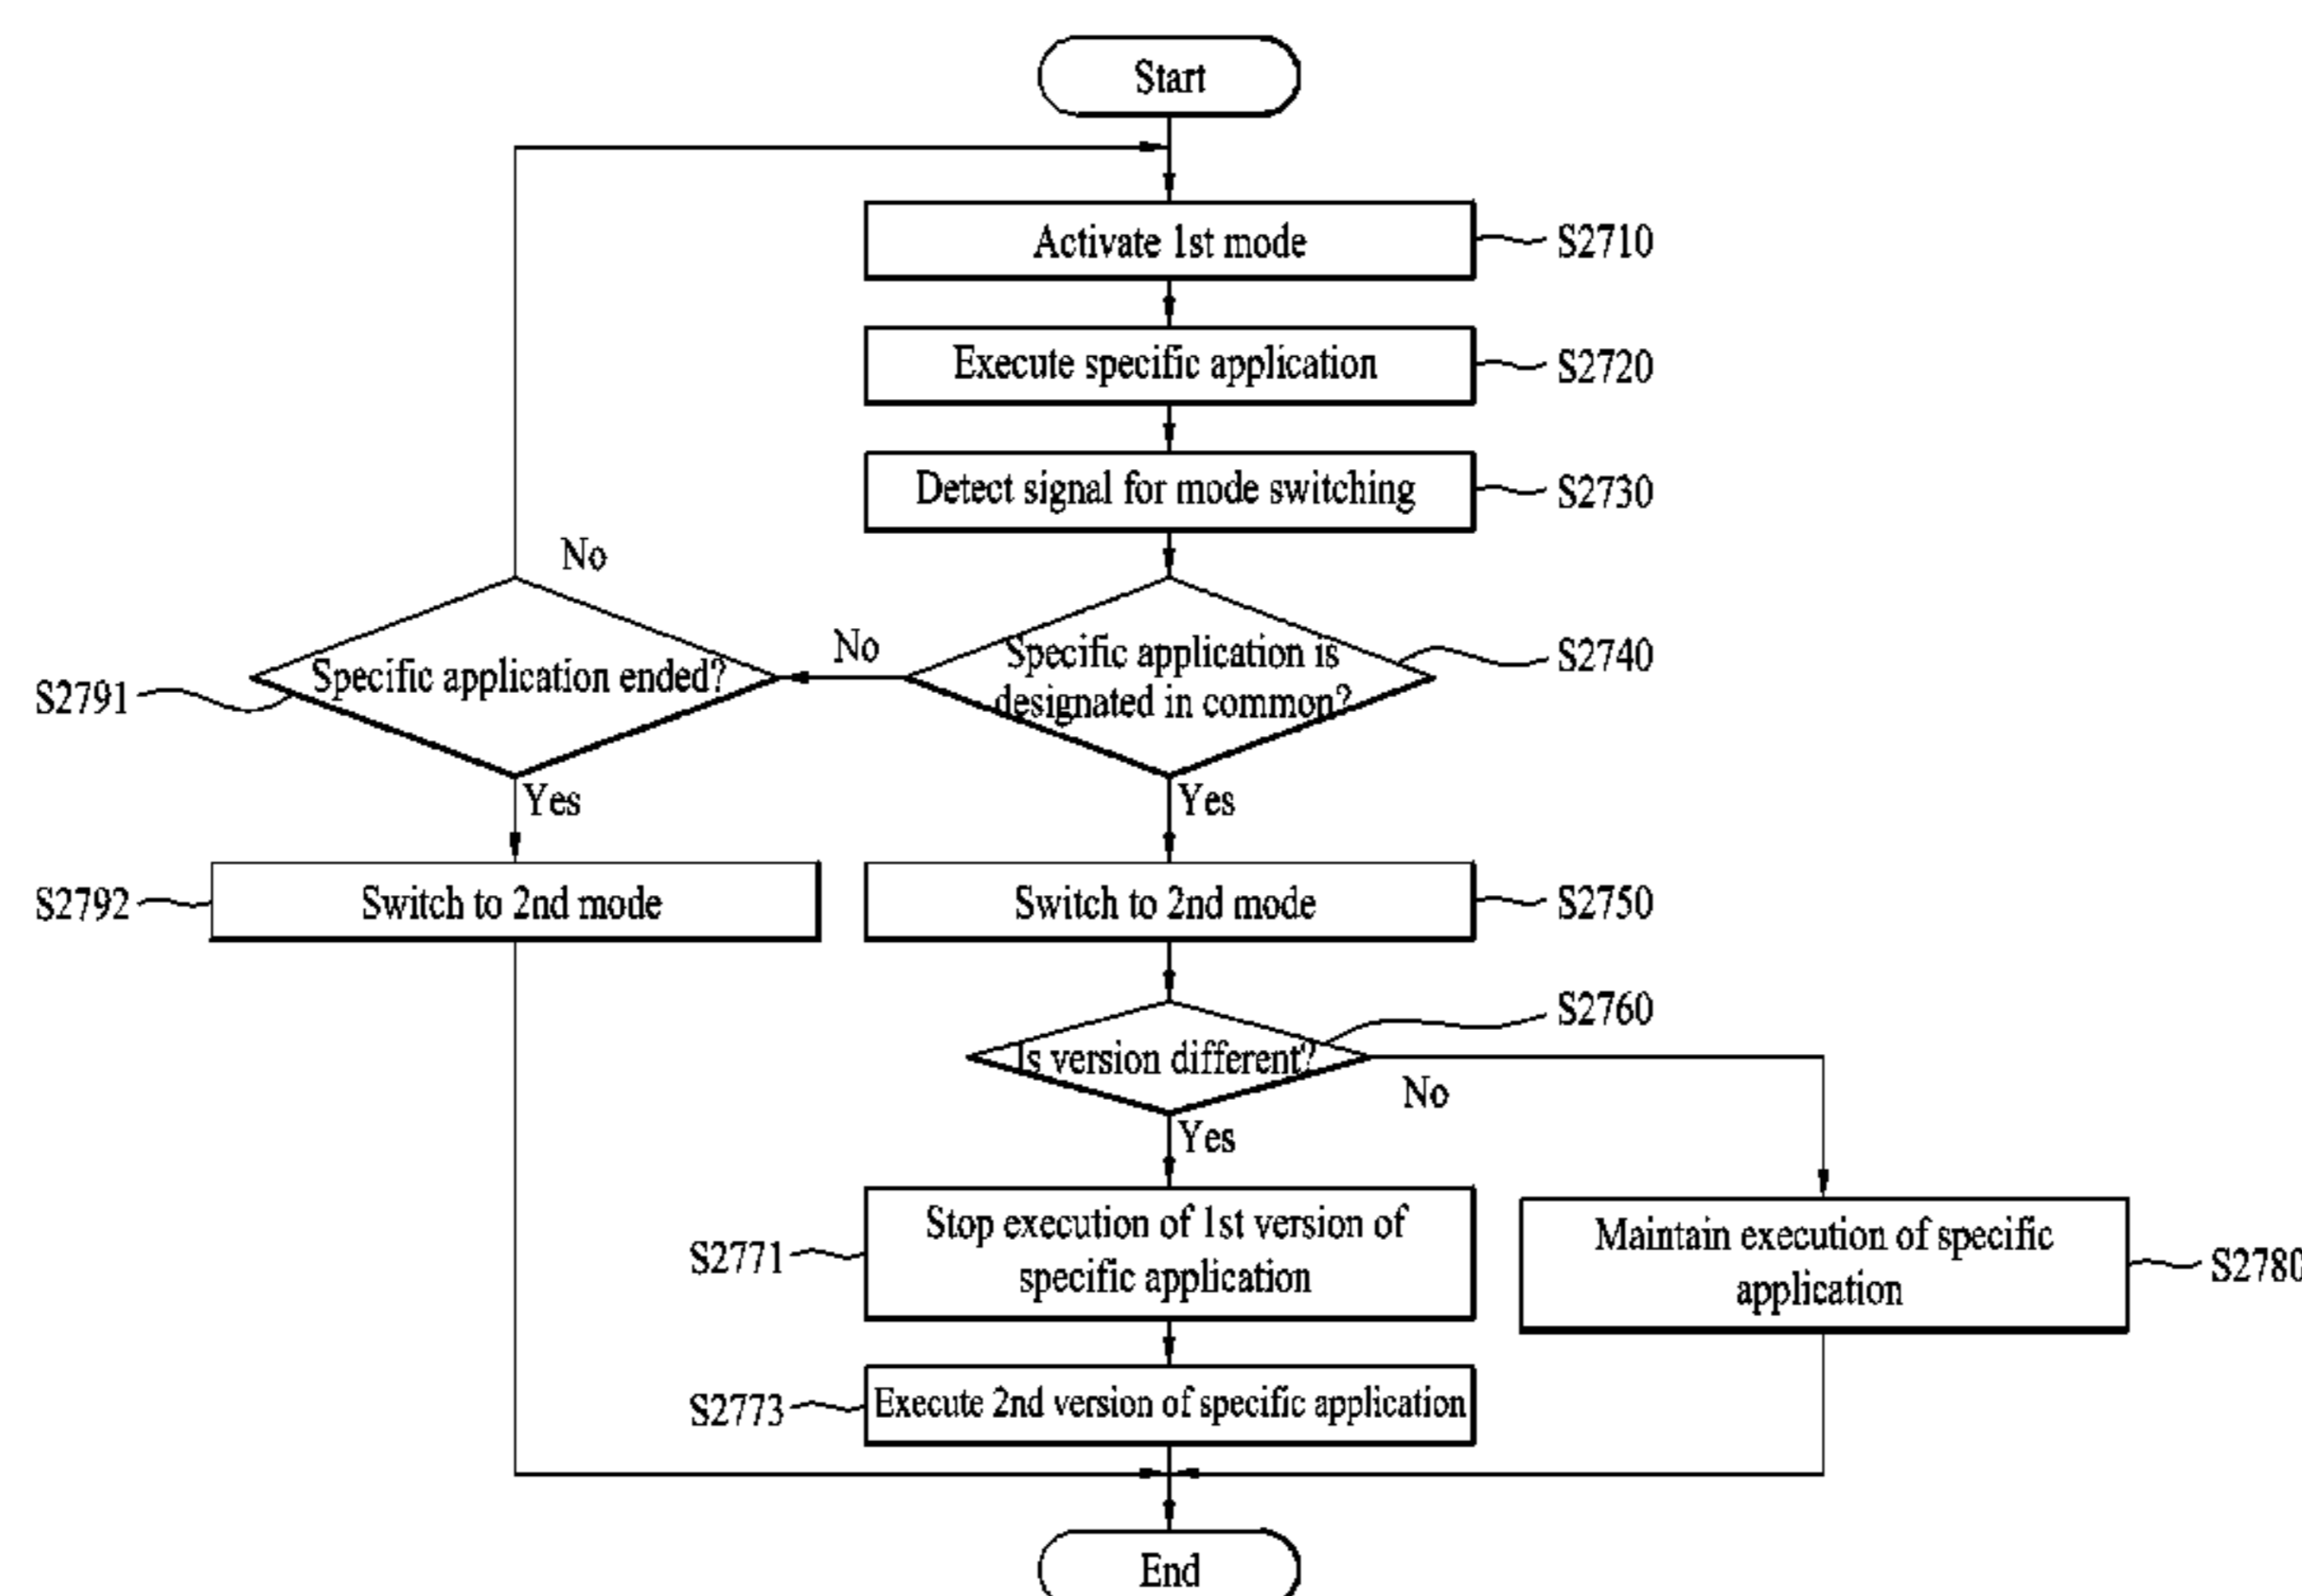 Start
Activate 1st mode
S2710
Execute specific application
S2720
Detect signal for mode switching
S2730
No
Specific application ended?
S2791
No
Specific application is
designated in common?
S2740
Yes
Yes
S2792
Switch to 2nd mode
Switch to 2nd mode
S2750
Is version different?
S2760
No
Yes
S2771
Stop execution of 1st version of
specific application
Maintain execution of specific
application
S2780
S2773
Execute 2nd version of specific application
End